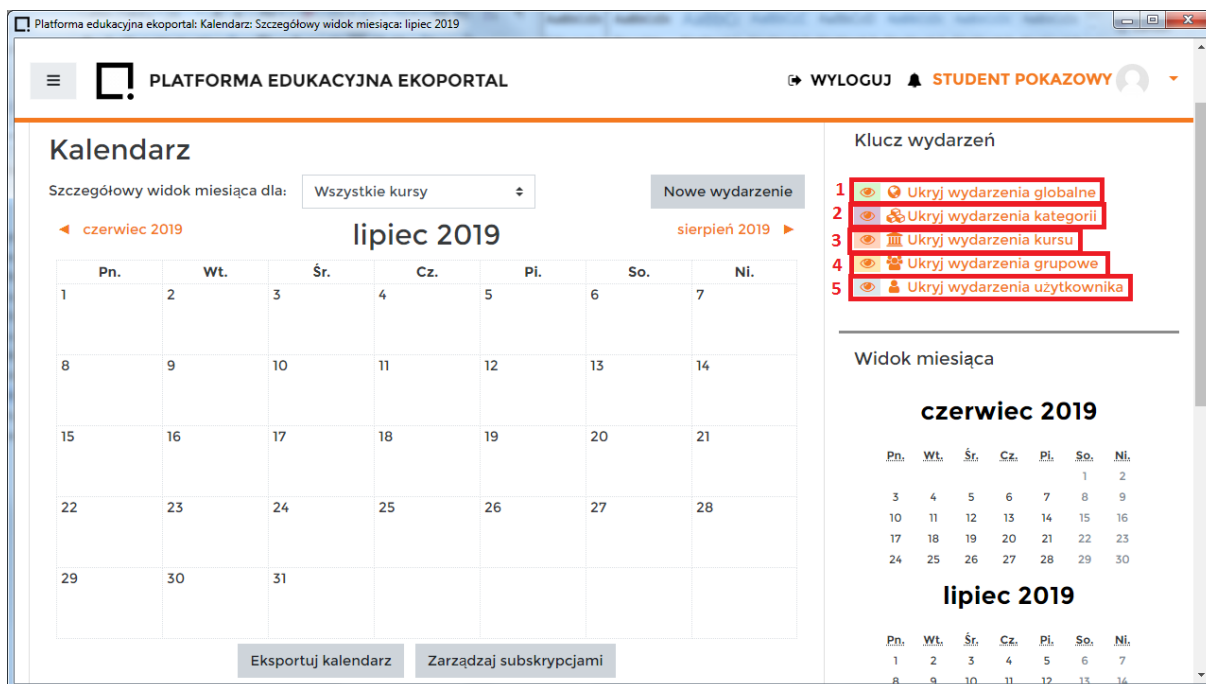 Platforma edukacyjna ekoportal: Kalendarz: Szczegółowy widok miesiąca: lipiec 2019
PLATFORMA EDUKACYJNA EKOPORTAL
WYLOGUJ STUDENT POKAZOWY
Kalendarz
Szczegółowy widok miesiąca dla: Wszystkie kursy Nowe wydarzenie
czerwiec 2019 lipiec 2019 sierpień 2019
Pn. Wt. Śr. Cz. Pi. So. Ni.
1 2 3 4 5 6 7
8 9 10 11 12 13 14
15 16 17 18 19 20 21
22 23 24 25 26 27 28
29 30 31
Eksportuj kalendarz Zarządzaj subskrypcjami
Klucz wydarzeń
1 Ukryj wydarzenia globalne
2 Ukryj wydarzenia kategorii
3 Ukryj wydarzenia kursu
4 Ukryj wydarzenia grupowe
5 Ukryj wydarzenia użytkownika
Widok miesiąca
czerwiec 2019
Pn. Wt. Śr. Cz. Pi. So. Ni.
1 2
3 4 5 6 7 8 9
10 11 12 13 14 15 16
17 18 19 20 21 22 23
24 25 26 27 28 29 30
lipiec 2019
Pn. Wt. Śr. Cz. Pi. So. Ni.
1 2 3 4 5 6 7
8 9 10 11 12 13 14